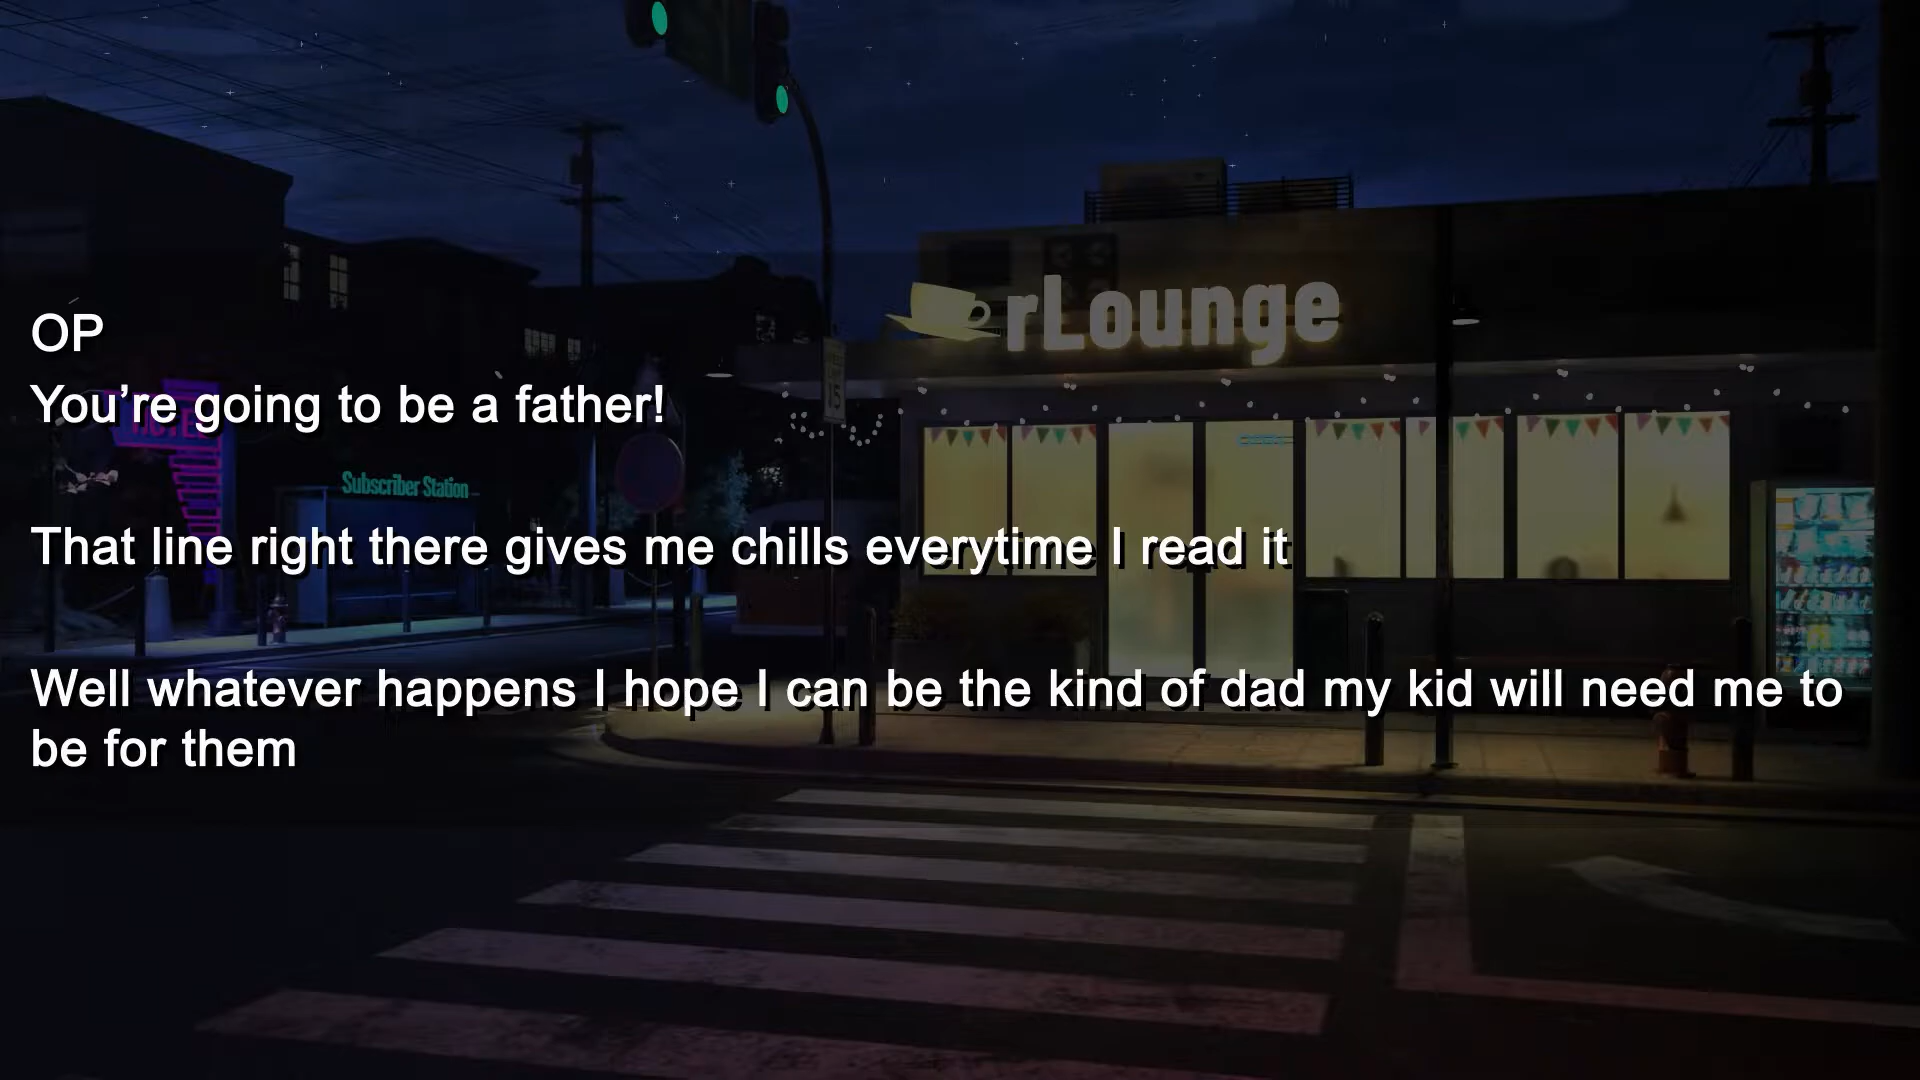 rLounge
OP
You’re going to be a father!
HOTEL
Subscriber Station
15
That line right there gives me chills everytime I read it
Well whatever happens I hope I can be the kind of dad my kid will need me to
be for them